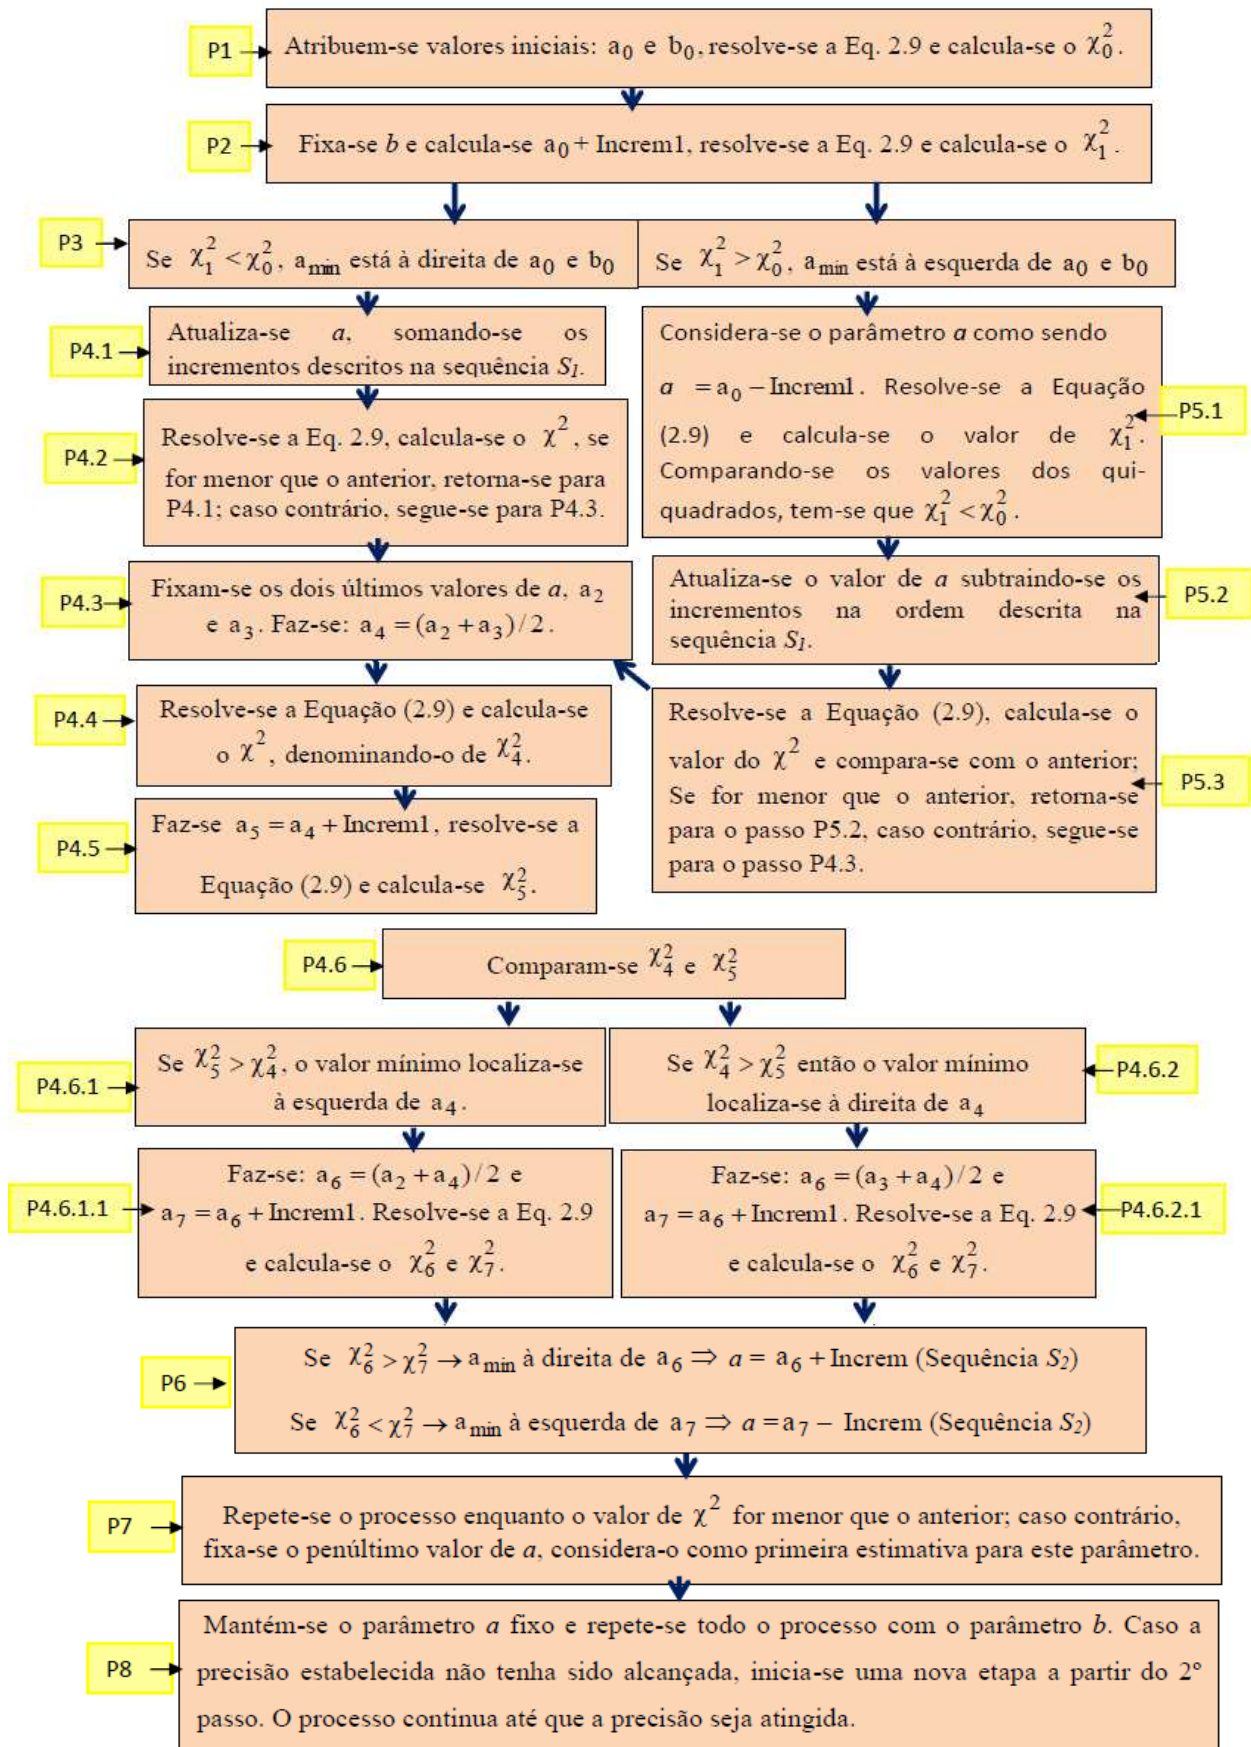 P1
Atribuem-se valores iniciais: a₀ e b₀, resolve-se a Eq. 2.9 e calcula-se o χ₀².
P2
Fixa-se b e calcula-se a₀ + Increm1, resolve-se a Eq. 2.9 e calcula-se o χ₁².
P3
Se χ₁² < χ₀², a_min está à direita de a₀ e b₀
Se χ₁² > χ₀², a_min está à esquerda de a₀ e b₀
P4.1
Atualiza-se a, somando-se os
incrementos descritos na sequência S₁.
P4.2
Resolve-se a Eq. 2.9, calcula-se o χ², se
for menor que o anterior, retorna-se para
P4.1; caso contrário, segue-se para P4.3.
P4.3
Fixam-se os dois últimos valores de a, a₂
e a₃. Faz-se: a₄ = (a₂ + a₃)/2.
P4.4
Resolve-se a Equação (2.9) e calcula-se
o χ², denominando-o de χ₄².
P4.5
Faz-se a₅ = a₄ + Increm1, resolve-se a
Equação (2.9) e calcula-se χ₅².
Considera-se o parâmetro a como sendo
a = a₀ − Increm1. Resolve-se a Equação
(2.9) e calcula-se o valor de χ₁².
Comparando-se os valores dos qui-
quadrados, tem-se que χ₁² < χ₀².
P5.1
Atualiza-se o valor de a subtraindo-se os
incrementos na ordem descrita na
sequência S₁.
P5.2
Resolve-se a Equação (2.9), calcula-se o
valor do χ² e compara-se com o anterior;
Se for menor que o anterior, retorna-se
para o passo P5.2, caso contrário, segue-se
para o passo P4.3.
P5.3
P4.6
Comparam-se χ₄² e χ₅²
P4.6.1
Se χ₅² > χ₄², o valor mínimo localiza-se
à esquerda de a₄.
Se χ₄² > χ₅² então o valor mínimo
localiza-se à direita de a₄
P4.6.2
P4.6.1.1
Faz-se: a₆ = (a₂ + a₄)/2 e
a₇ = a₆ + Increm1. Resolve-se a Eq. 2.9
e calcula-se o χ₆² e χ₇².
Faz-se: a₆ = (a₃ + a₄)/2 e
a₇ = a₆ + Increm1. Resolve-se a Eq. 2.9
e calcula-se o χ₆² e χ₇².
P4.6.2.1
P6
Se χ₆² > χ₇² → a_min à direita de a₆ ⇒ a = a₆ + Increm (Sequência S₂)
Se χ₆² < χ₇² → a_min à esquerda de a₇ ⇒ a = a₇ − Increm (Sequência S₂)
P7
Repete-se o processo enquanto o valor de χ² for menor que o anterior; caso contrário,
fixa-se o penúltimo valor de a, considera-o como primeira estimativa para este parâmetro.
P8
Mantém-se o parâmetro a fixo e repete-se todo o processo com o parâmetro b. Caso a
precisão estabelecida não tenha sido alcançada, inicia-se uma nova etapa a partir do 2º
passo. O processo continua até que a precisão seja atingida.